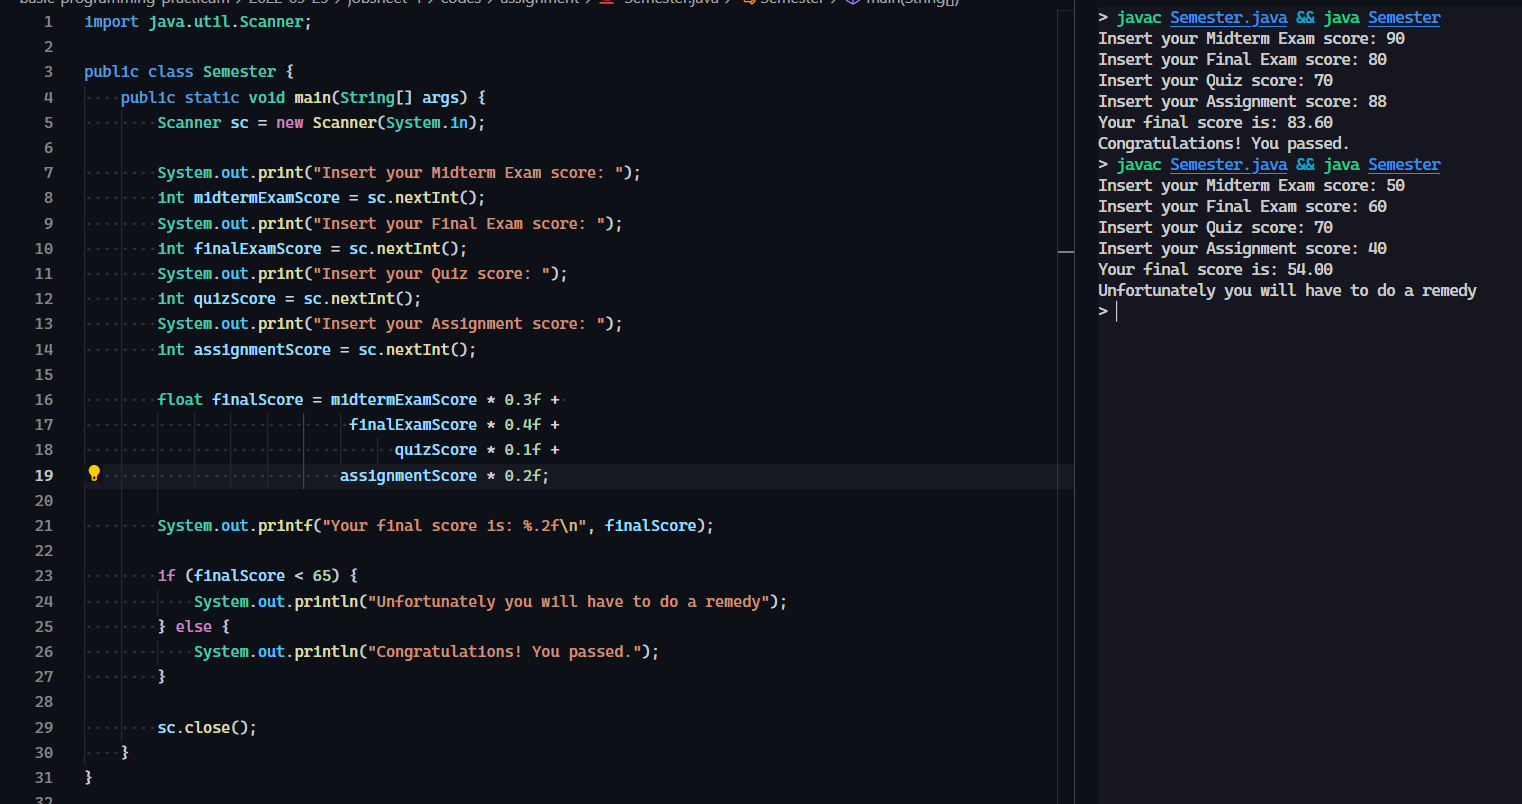 basic-programming-practicum > 2022-09-29 > jobsheet-4 > codes > assignment > Semester.java > Semester > main(String[])
1 import java.util.Scanner;
2
3 public class Semester {
4 public static void main(String[] args) {
5 Scanner sc = new Scanner(System.in);
6
7 System.out.print("Insert your Midterm Exam score: ");
8 int midtermExamScore = sc.nextInt();
9 System.out.print("Insert your Final Exam score: ");
10 int finalExamScore = sc.nextInt();
11 System.out.print("Insert your Quiz score: ");
12 int quizScore = sc.nextInt();
13 System.out.print("Insert your Assignment score: ");
14 int assignmentScore = sc.nextInt();
15
16 float finalScore = midtermExamScore * 0.3f +
17 finalExamScore * 0.4f +
18 quizScore * 0.1f +
19 assignmentScore * 0.2f;
20
21 System.out.printf("Your final score is: %.2f\n", finalScore);
22
23 if (finalScore < 65) {
24 System.out.println("Unfortunately you will have to do a remedy");
25 } else {
26 System.out.println("Congratulations! You passed.");
27 }
28
29 sc.close();
30 }
31 }
32
> javac Semester.java && java Semester
Insert your Midterm Exam score: 90
Insert your Final Exam score: 80
Insert your Quiz score: 70
Insert your Assignment score: 88
Your final score is: 83.60
Congratulations! You passed.
> javac Semester.java && java Semester
Insert your Midterm Exam score: 50
Insert your Final Exam score: 60
Insert your Quiz score: 70
Insert your Assignment score: 40
Your final score is: 54.00
Unfortunately you will have to do a remedy
>